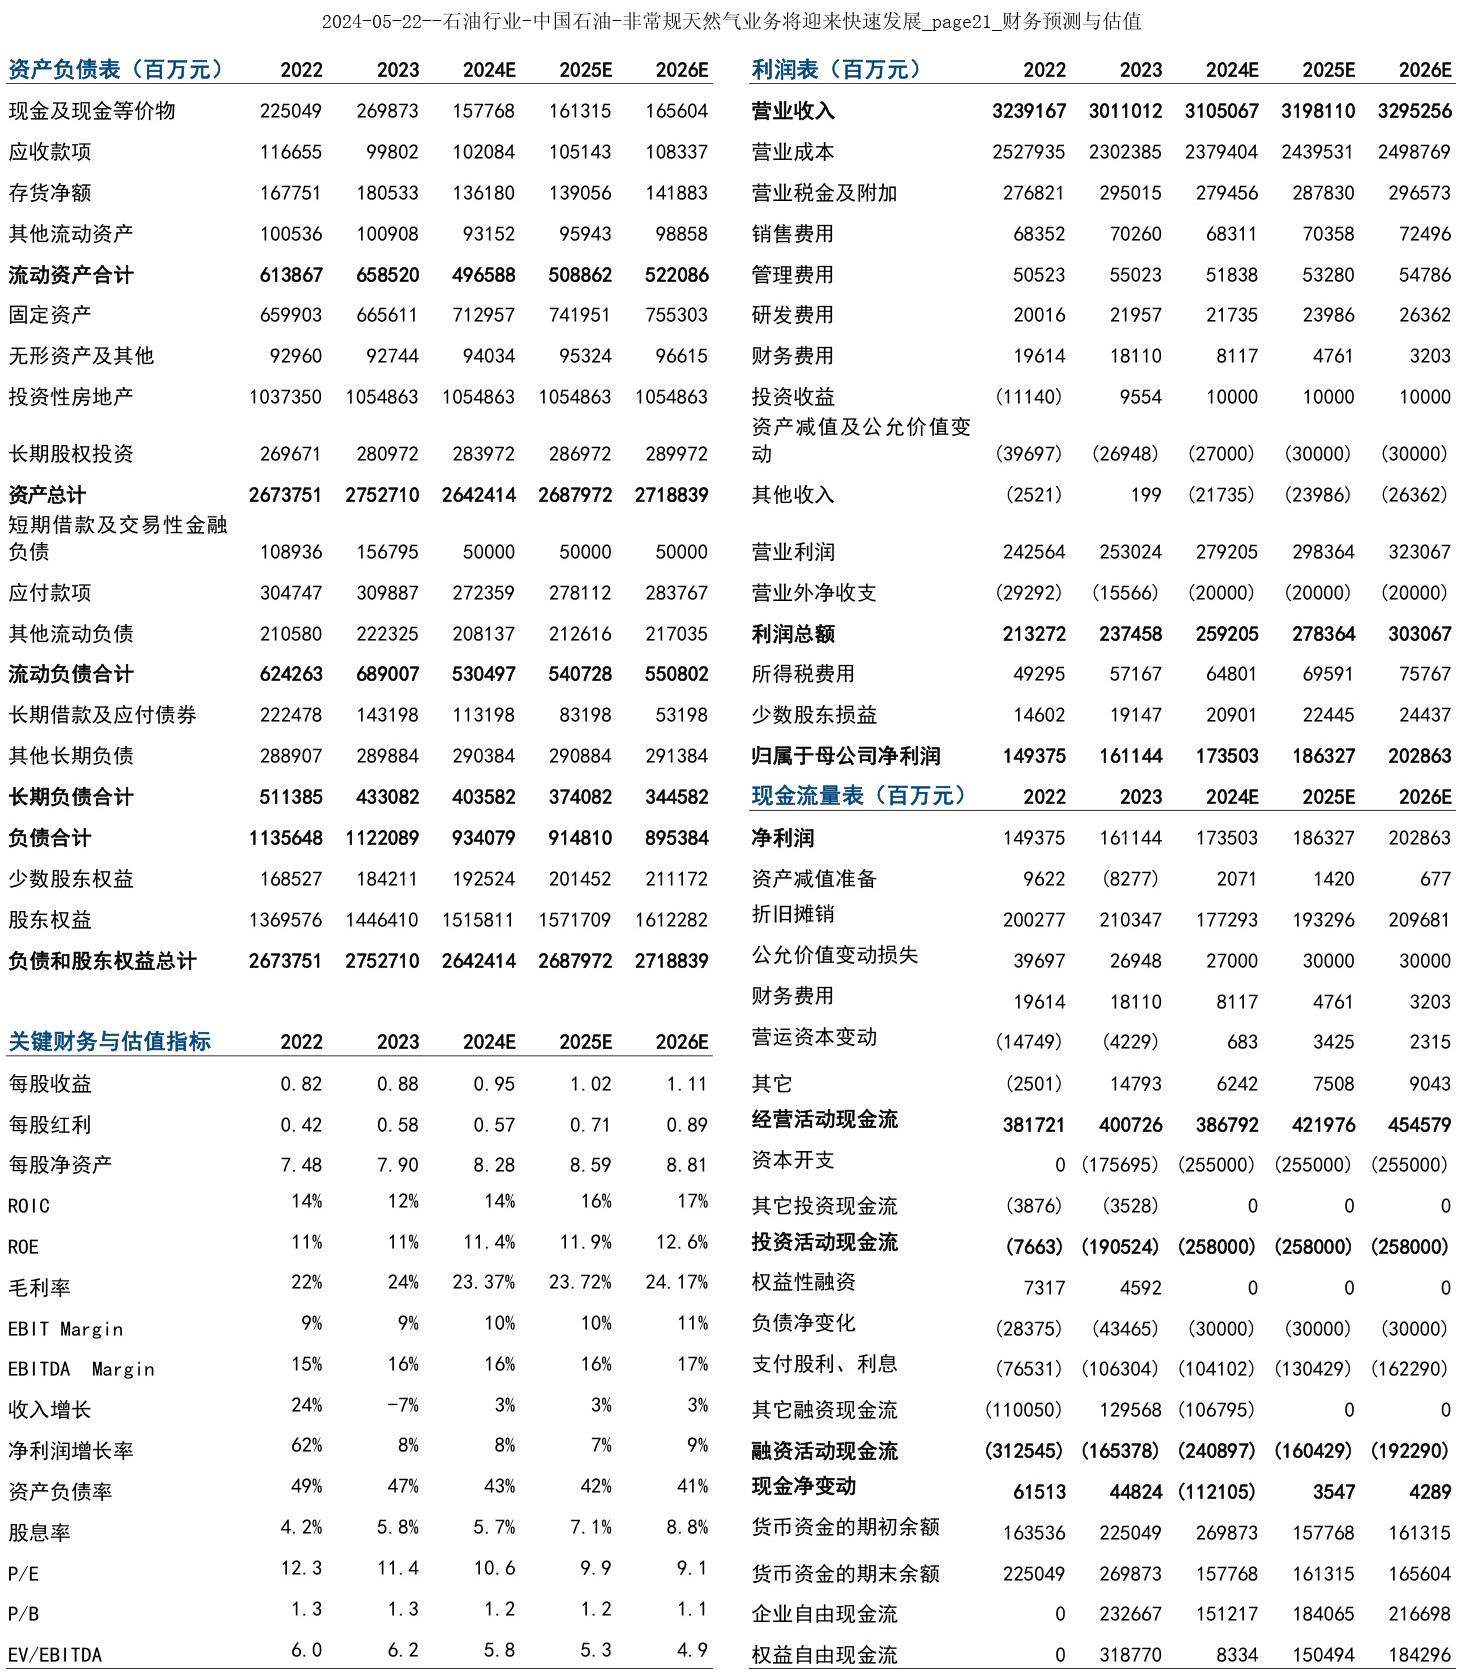 2024-05-22--石油行业-中国石油-非常规天然气业务将迎来快速发展_page21_财务预测与估值
资产负债表（百万元） 2022 2023 2024E 2025E 2026E
现金及现金等价物 225049 269873 157768 161315 165604
应收款项 116655 99802 102084 105143 108337
存货净额 167751 180533 136180 139056 141883
其他流动资产 100536 100908 93152 95943 98858
流动资产合计 613867 658520 496588 508862 522086
固定资产 659903 665611 712957 741951 755303
无形资产及其他 92960 92744 94034 95324 96615
投资性房地产 1037350 1054863 1054863 1054863 1054863
长期股权投资 269671 280972 283972 286972 289972
资产总计 2673751 2752710 2642414 2687972 2718839
短期借款及交易性金融
负债 108936 156795 50000 50000 50000
应付款项 304747 309887 272359 278112 283767
其他流动负债 210580 222325 208137 212616 217035
流动负债合计 624263 689007 530497 540728 550802
长期借款及应付债券 222478 143198 113198 83198 53198
其他长期负债 288907 289884 290384 290884 291384
长期负债合计 511385 433082 403582 374082 344582
负债合计 1135648 1122089 934079 914810 895384
少数股东权益 168527 184211 192524 201452 211172
股东权益 1369576 1446410 1515811 1571709 1612282
负债和股东权益总计 2673751 2752710 2642414 2687972 2718839
关键财务与估值指标 2022 2023 2024E 2025E 2026E
每股收益 0.82 0.88 0.95 1.02 1.11
每股红利 0.42 0.58 0.57 0.71 0.89
每股净资产 7.48 7.90 8.28 8.59 8.81
ROIC 14% 12% 14% 16% 17%
ROE 11% 11% 11.4% 11.9% 12.6%
毛利率 22% 24% 23.37% 23.72% 24.17%
EBIT Margin 9% 9% 10% 10% 11%
EBITDA Margin 15% 16% 16% 16% 17%
收入增长 24% -7% 3% 3% 3%
净利润增长率 62% 8% 8% 7% 9%
资产负债率 49% 47% 43% 42% 41%
股息率 4.2% 5.8% 5.7% 7.1% 8.8%
P/E 12.3 11.4 10.6 9.9 9.1
P/B 1.3 1.3 1.2 1.2 1.1
EV/EBITDA 6.0 6.2 5.8 5.3 4.9
利润表（百万元） 2022 2023 2024E 2025E 2026E
营业收入 3239167 3011012 3105067 3198110 3295256
营业成本 2527935 2302385 2379404 2439531 2498769
营业税金及附加 276821 295015 279456 287830 296573
销售费用 68352 70260 68311 70358 72496
管理费用 50523 55023 51838 53280 54786
研发费用 20016 21957 21735 23986 26362
财务费用 19614 18110 8117 4761 3203
投资收益 (11140) 9554 10000 10000 10000
资产减值及公允价值变
动 (39697) (26948) (27000) (30000) (30000)
其他收入 (2521) 199 (21735) (23986) (26362)
营业利润 242564 253024 279205 298364 323067
营业外净收支 (29292) (15566) (20000) (20000) (20000)
利润总额 213272 237458 259205 278364 303067
所得税费用 49295 57167 64801 69591 75767
少数股东损益 14602 19147 20901 22445 24437
归属于母公司净利润 149375 161144 173503 186327 202863
现金流量表（百万元） 2022 2023 2024E 2025E 2026E
净利润 149375 161144 173503 186327 202863
资产减值准备 9622 (8277) 2071 1420 677
折旧摊销 200277 210347 177293 193296 209681
公允价值变动损失 39697 26948 27000 30000 30000
财务费用 19614 18110 8117 4761 3203
营运资本变动 (14749) (4229) 683 3425 2315
其它 (2501) 14793 6242 7508 9043
经营活动现金流 381721 400726 386792 421976 454579
资本开支 0 (175695) (255000) (255000) (255000)
其它投资现金流 (3876) (3528) 0 0 0
投资活动现金流 (7663) (190524) (258000) (258000) (258000)
权益性融资 7317 4592 0 0 0
负债净变化 (28375) (43465) (30000) (30000) (30000)
支付股利、利息 (76531) (106304) (104102) (130429) (162290)
其它融资现金流 (110050) 129568 (106795) 0 0
融资活动现金流 (312545) (165378) (240897) (160429) (192290)
现金净变动 61513 44824 (112105) 3547 4289
货币资金的期初余额 163536 225049 269873 157768 161315
货币资金的期末余额 225049 269873 157768 161315 165604
企业自由现金流 0 232667 151217 184065 216698
权益自由现金流 0 318770 8334 150494 184296